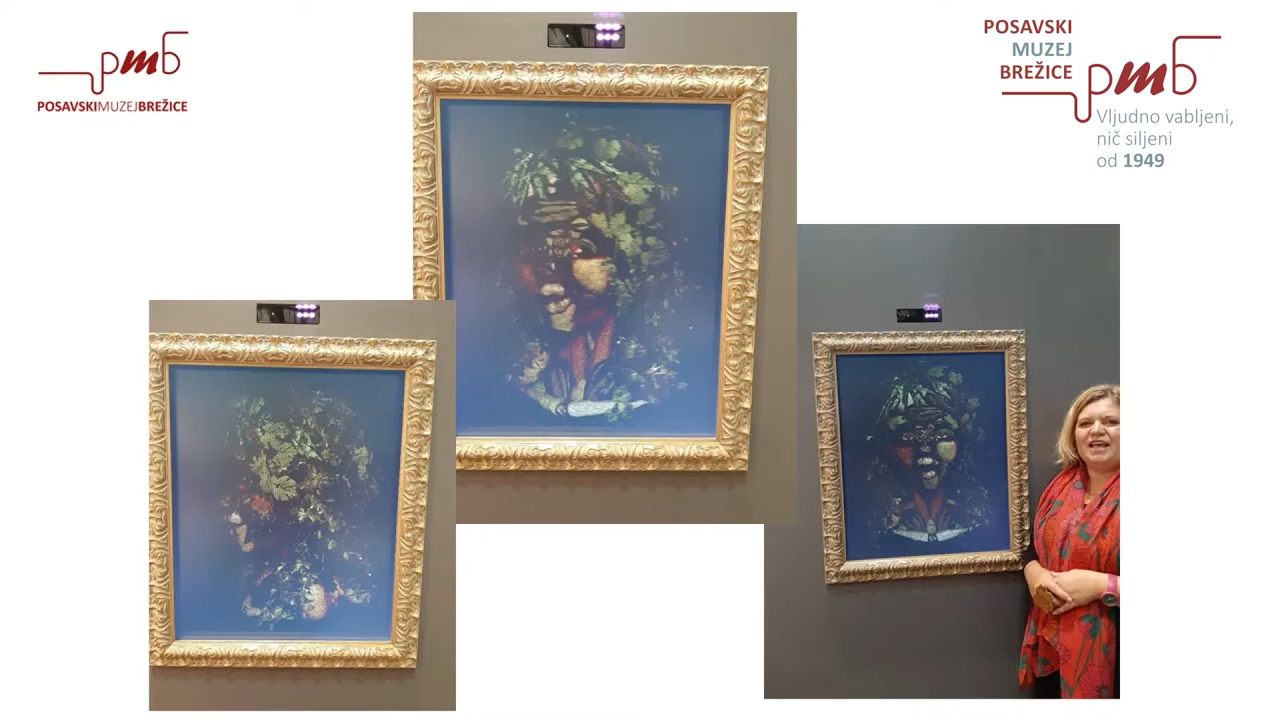 pmb
POSAVSKIMUZEJBREŽICE
POSAVSKI
MUZEJ
BREŽICE
pmb
Vljudno vabljeni,
nič siljeni
od 1949